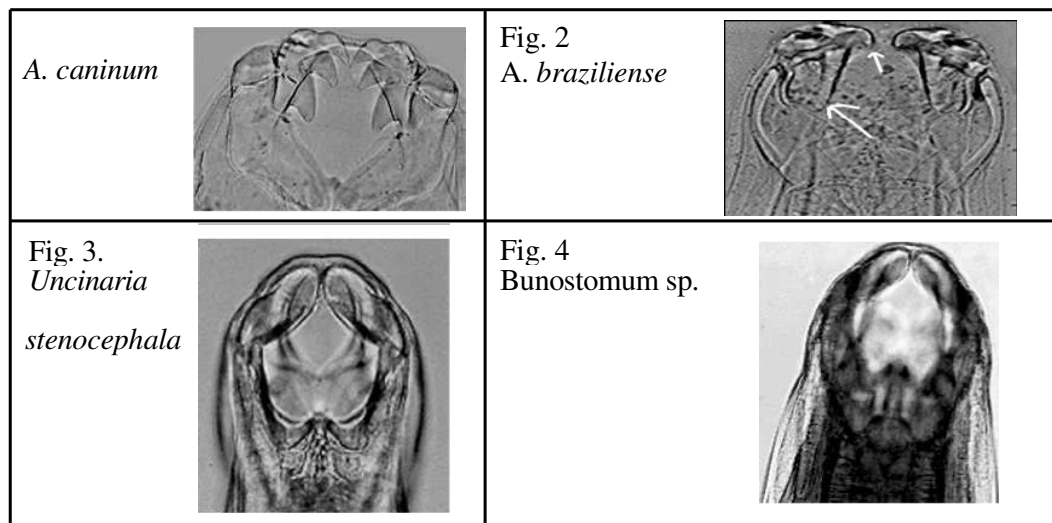 A. caninum
Fig. 2
A. braziliense
Fig. 3.
Uncinaria
stenocephala
Fig. 4
Bunostomum sp.